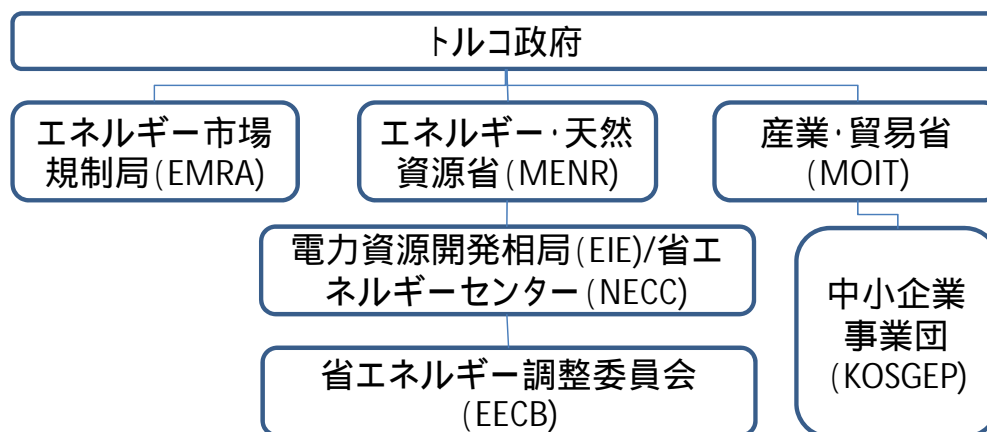 トルコ政府
エネルギー市場
規制局(EMRA)
エネルギー・天然
資源省(MENR)
産業・貿易省
(MOIT)
電力資源開発相局(EIE)/省エ
ネルギーセンター(NECC)
中小企業
事業団
(KOSGEP)
省エネルギー調整委員会
(EECB)